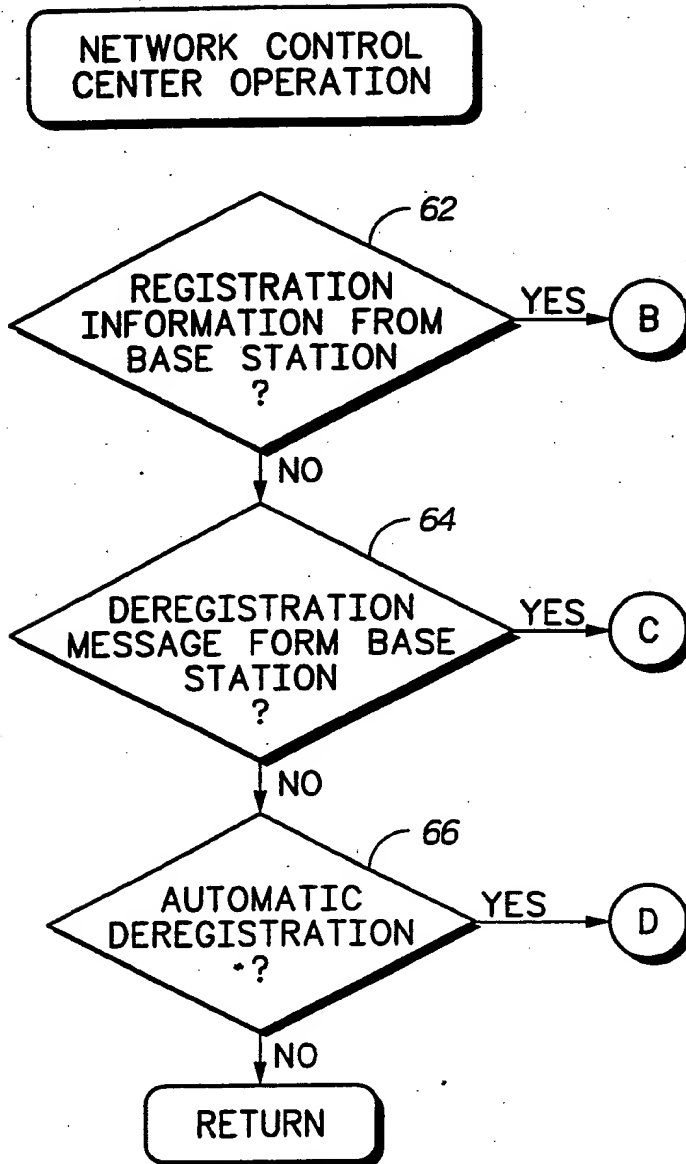 NETWORK CONTROL
CENTER OPERATION
62
REGISTRATION
INFORMATION FROM
BASE STATION
?
YES
B
NO
64
DEREGISTRATION
MESSAGE FORM BASE
STATION
?
YES
C
NO
66
AUTOMATIC
DEREGISTRATION
?
YES
D
NO
RETURN